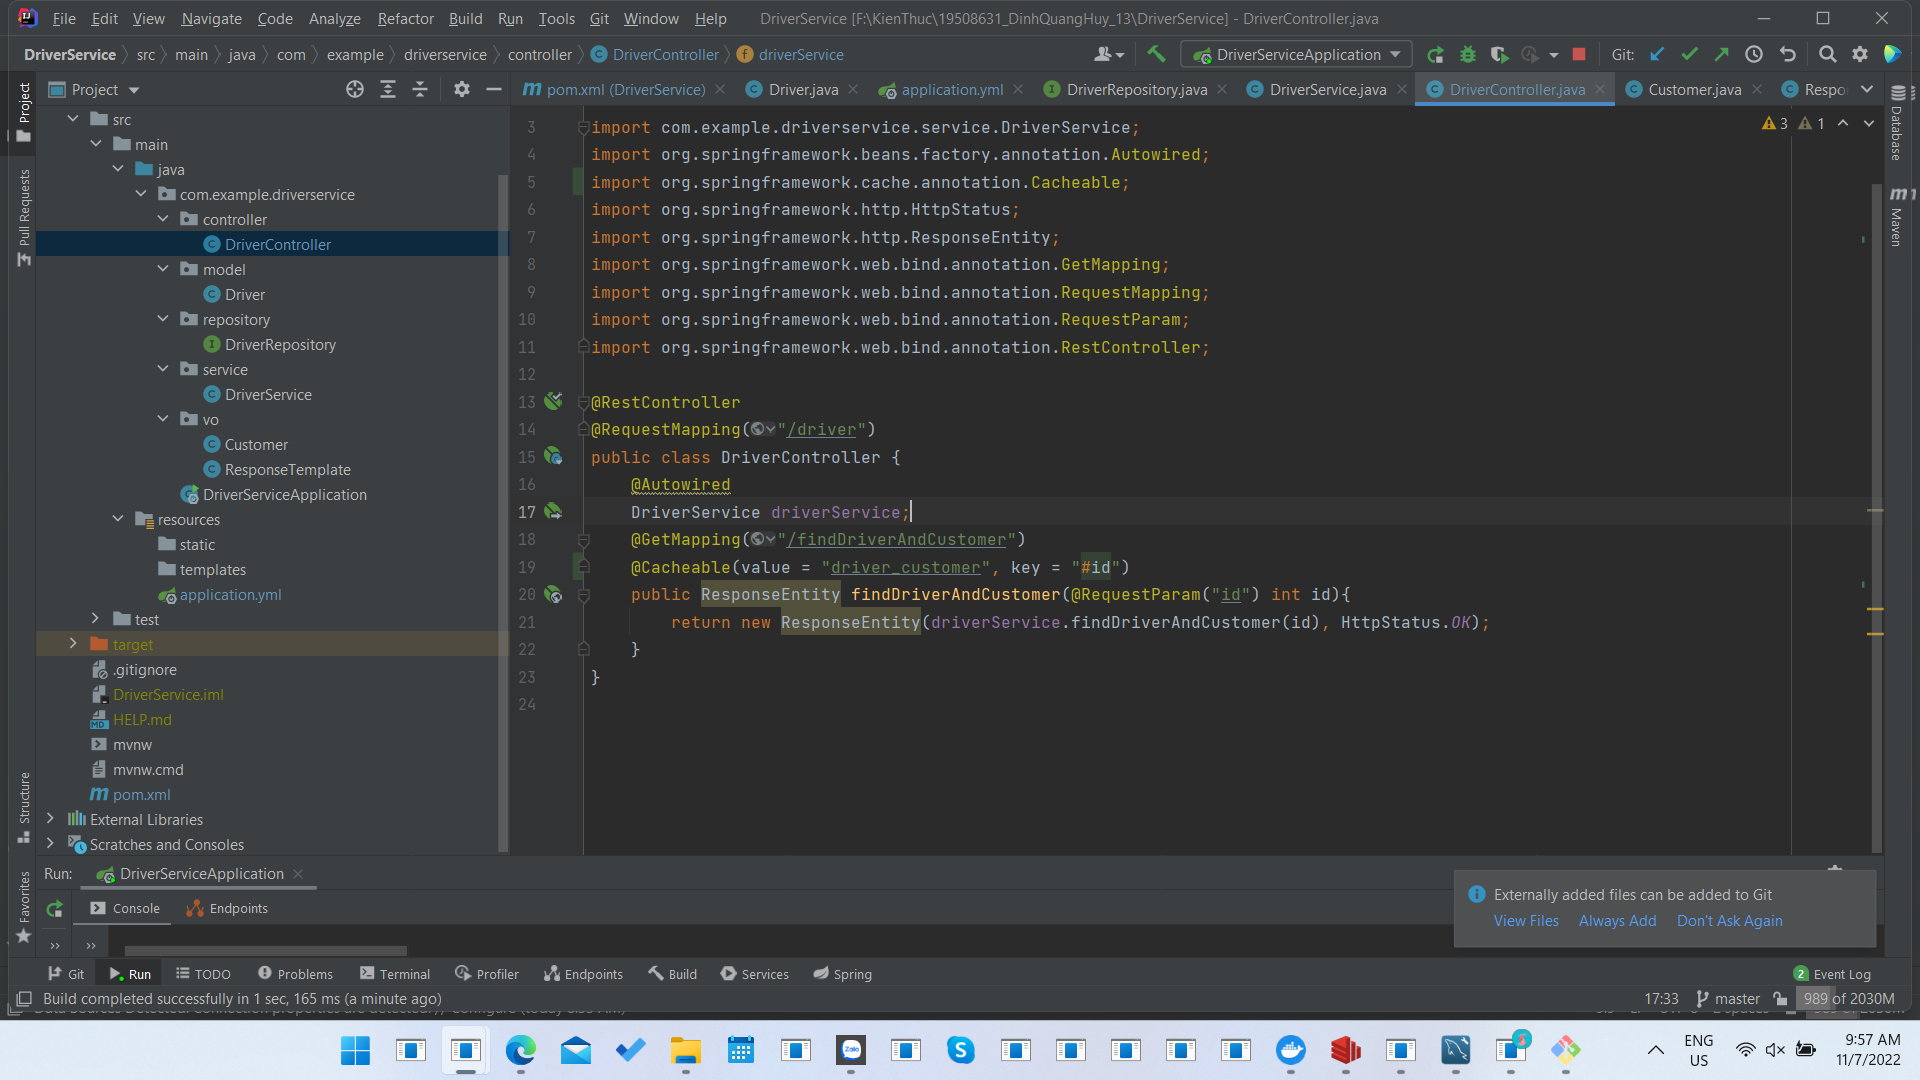 File Edit View Navigate Code Analyze Refactor Build Run Tools Git Window Help DriverService [F:\KienThuc\19508631_DinhQuangHuy_13\DriverService] - DriverController.java
DriverService src main java com example driverservice controller DriverController driverService DriverServiceApplication Git:
Project pom.xml (DriverService) Driver.java application.yml DriverRepository.java DriverService.java DriverController.java Customer.java Respo
Project
Pull Requests
Structure
Favorites
Database
Maven
src
main
java
com.example.driverservice
controller
DriverController
model
Driver
repository
DriverRepository
service
DriverService
vo
Customer
ResponseTemplate
DriverServiceApplication
resources
static
templates
application.yml
test
target
.gitignore
DriverService.iml
HELP.md
mvnw
mvnw.cmd
pom.xml
External Libraries
Scratches and Consoles
3 1
3 import com.example.driverservice.service.DriverService;
4 import org.springframework.beans.factory.annotation.Autowired;
5 import org.springframework.cache.annotation.Cacheable;
6 import org.springframework.http.HttpStatus;
7 import org.springframework.http.ResponseEntity;
8 import org.springframework.web.bind.annotation.GetMapping;
9 import org.springframework.web.bind.annotation.RequestMapping;
10 import org.springframework.web.bind.annotation.RequestParam;
11 import org.springframework.web.bind.annotation.RestController;
12
13 @RestController
14 @RequestMapping("/driver")
15 public class DriverController {
16 @Autowired
17 DriverService driverService;
18 @GetMapping("/findDriverAndCustomer")
19 @Cacheable(value = "driver_customer", key = "#id")
20 public ResponseEntity findDriverAndCustomer(@RequestParam("id") int id){
21 return new ResponseEntity(driverService.findDriverAndCustomer(id), HttpStatus.OK);
22 }
23 }
24
Run: DriverServiceApplication
Console Endpoints
Externally added files can be added to Git
View Files Always Add Don't Ask Again
Git Run TODO Problems Terminal Profiler Endpoints Build Services Spring 2 Event Log
Build completed successfully in 1 sec, 165 ms (a minute ago) 17:33 master 989 of 2030M
Zalo
ENG
US
9:57 AM
11/7/2022